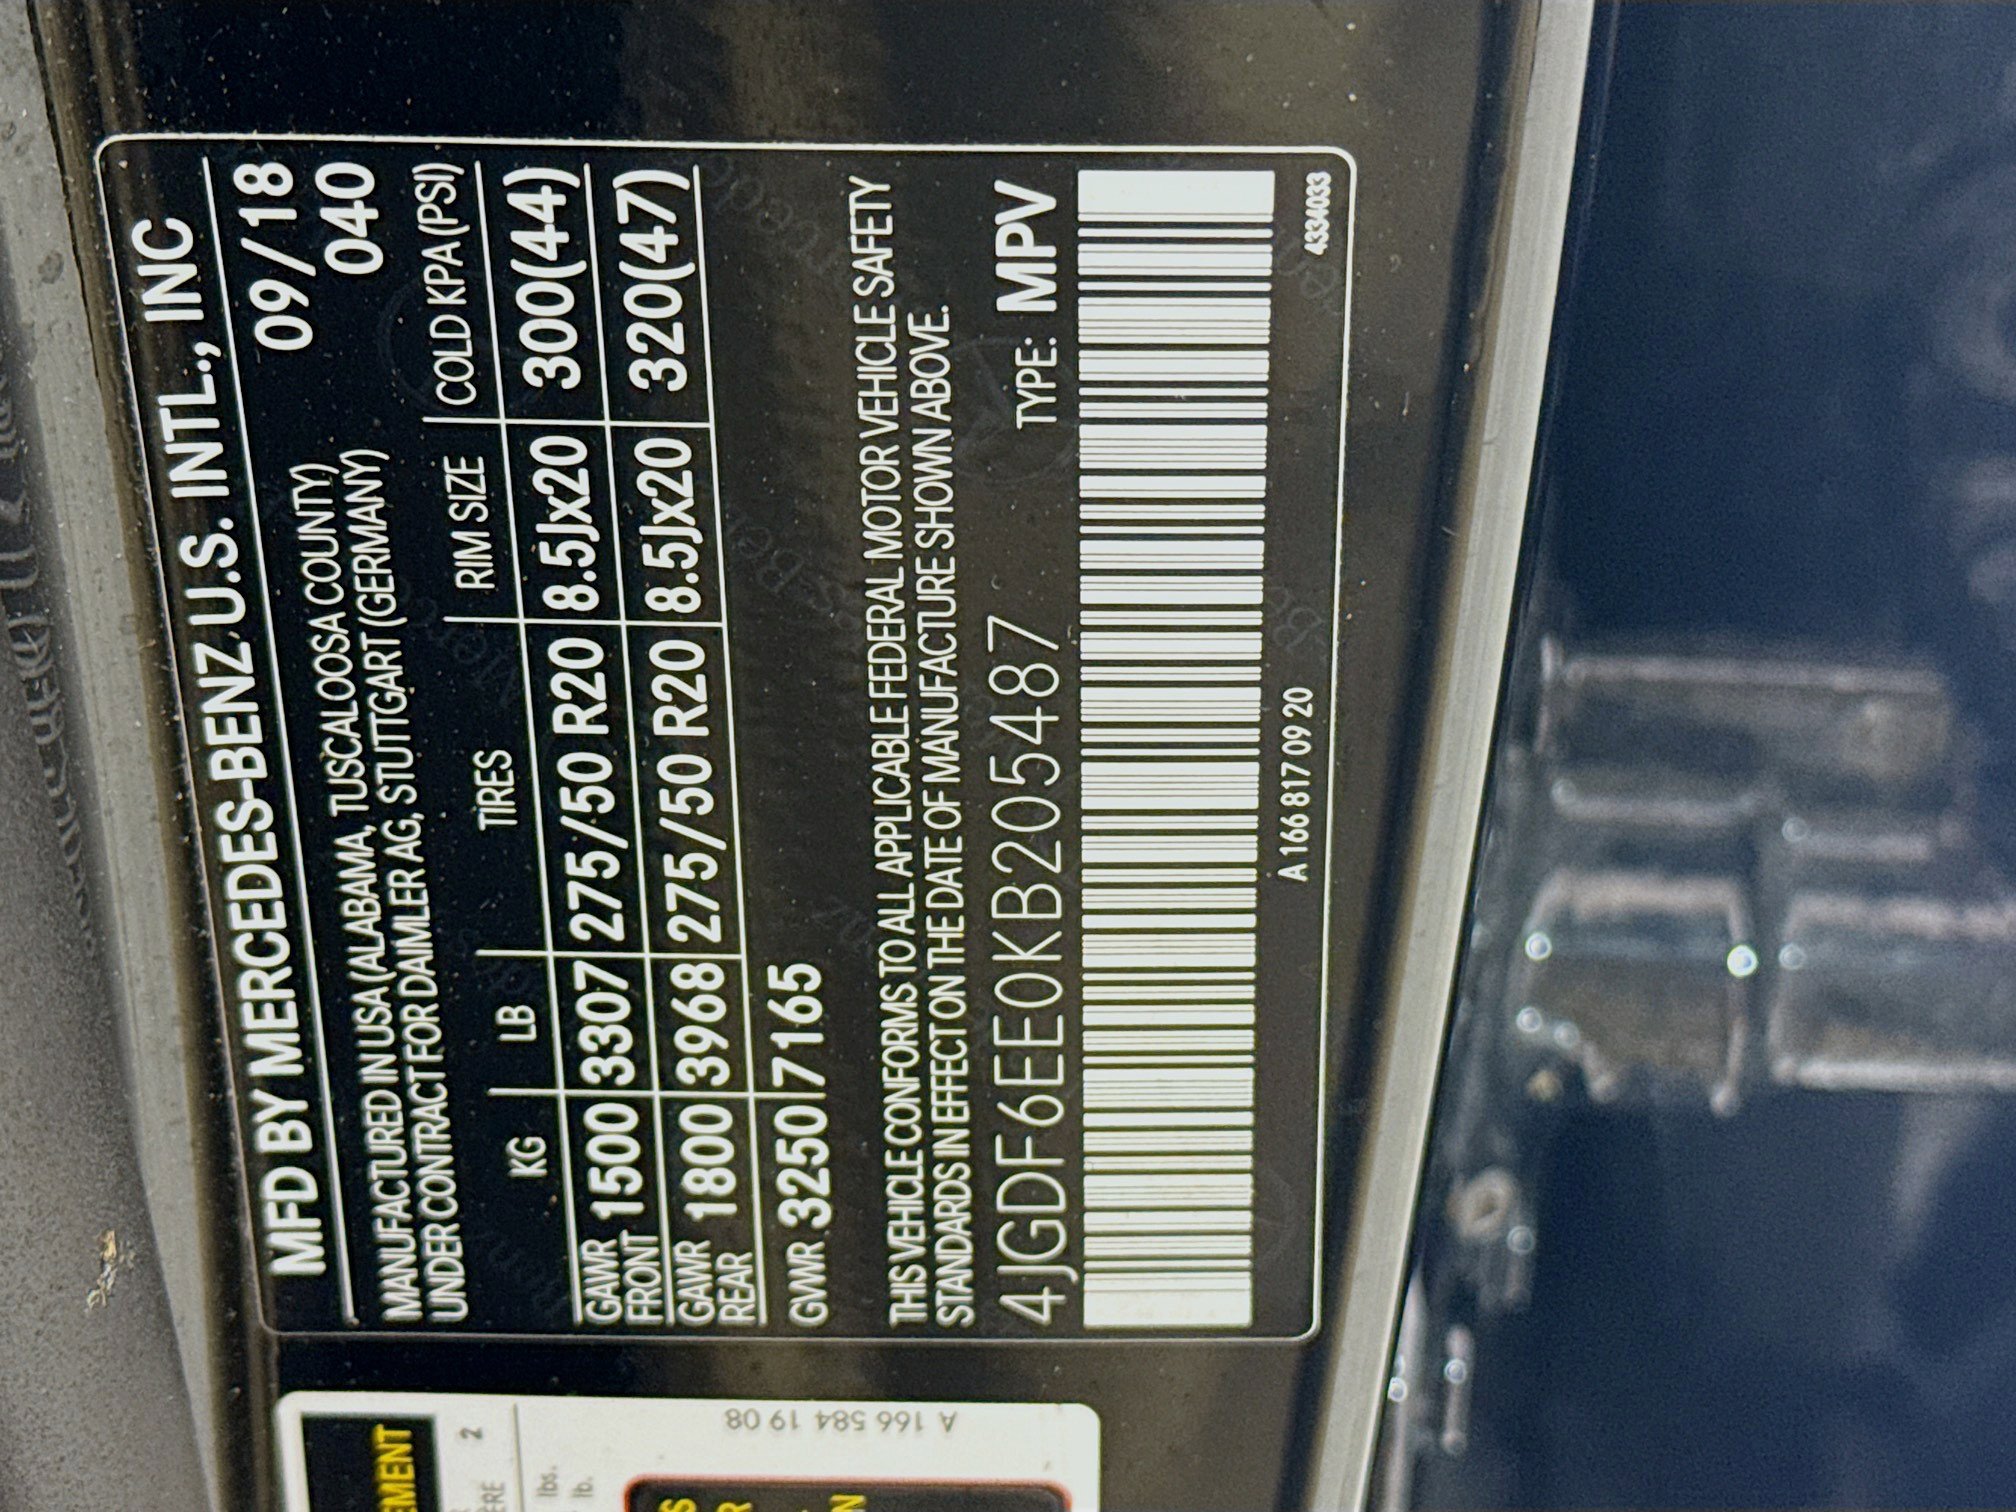 MFD BY MERCEDES-BENZ U.S. INTL., INC
09/18
MANUFACTURED IN USA (ALABAMA, TUSCALOOSA COUNTY)
040
UNDER CONTRACT FOR DAIMLER AG, STUTTGART (GERMANY)
KG LB TIRES RIM SIZE COLD KPA (PSI)
GAWR FRONT 1500 3307 275/50 R20 8.5Jx20 300(44)
GAWR REAR 1800 3968 275/50 R20 8.5Jx20 320(47)
GVWR 3250 7165
THIS VEHICLE CONFORMS TO ALL APPLICABLE FEDERAL MOTOR VEHICLE SAFETY
STANDARDS IN EFFECT ON THE DATE OF MANUFACTURE SHOWN ABOVE.
4JGDF6EE0KB205487 TYPE: MPV
A 166 817 09 20
4334033
A 166 584 19 08
EMENT
2
lbs.
lb.